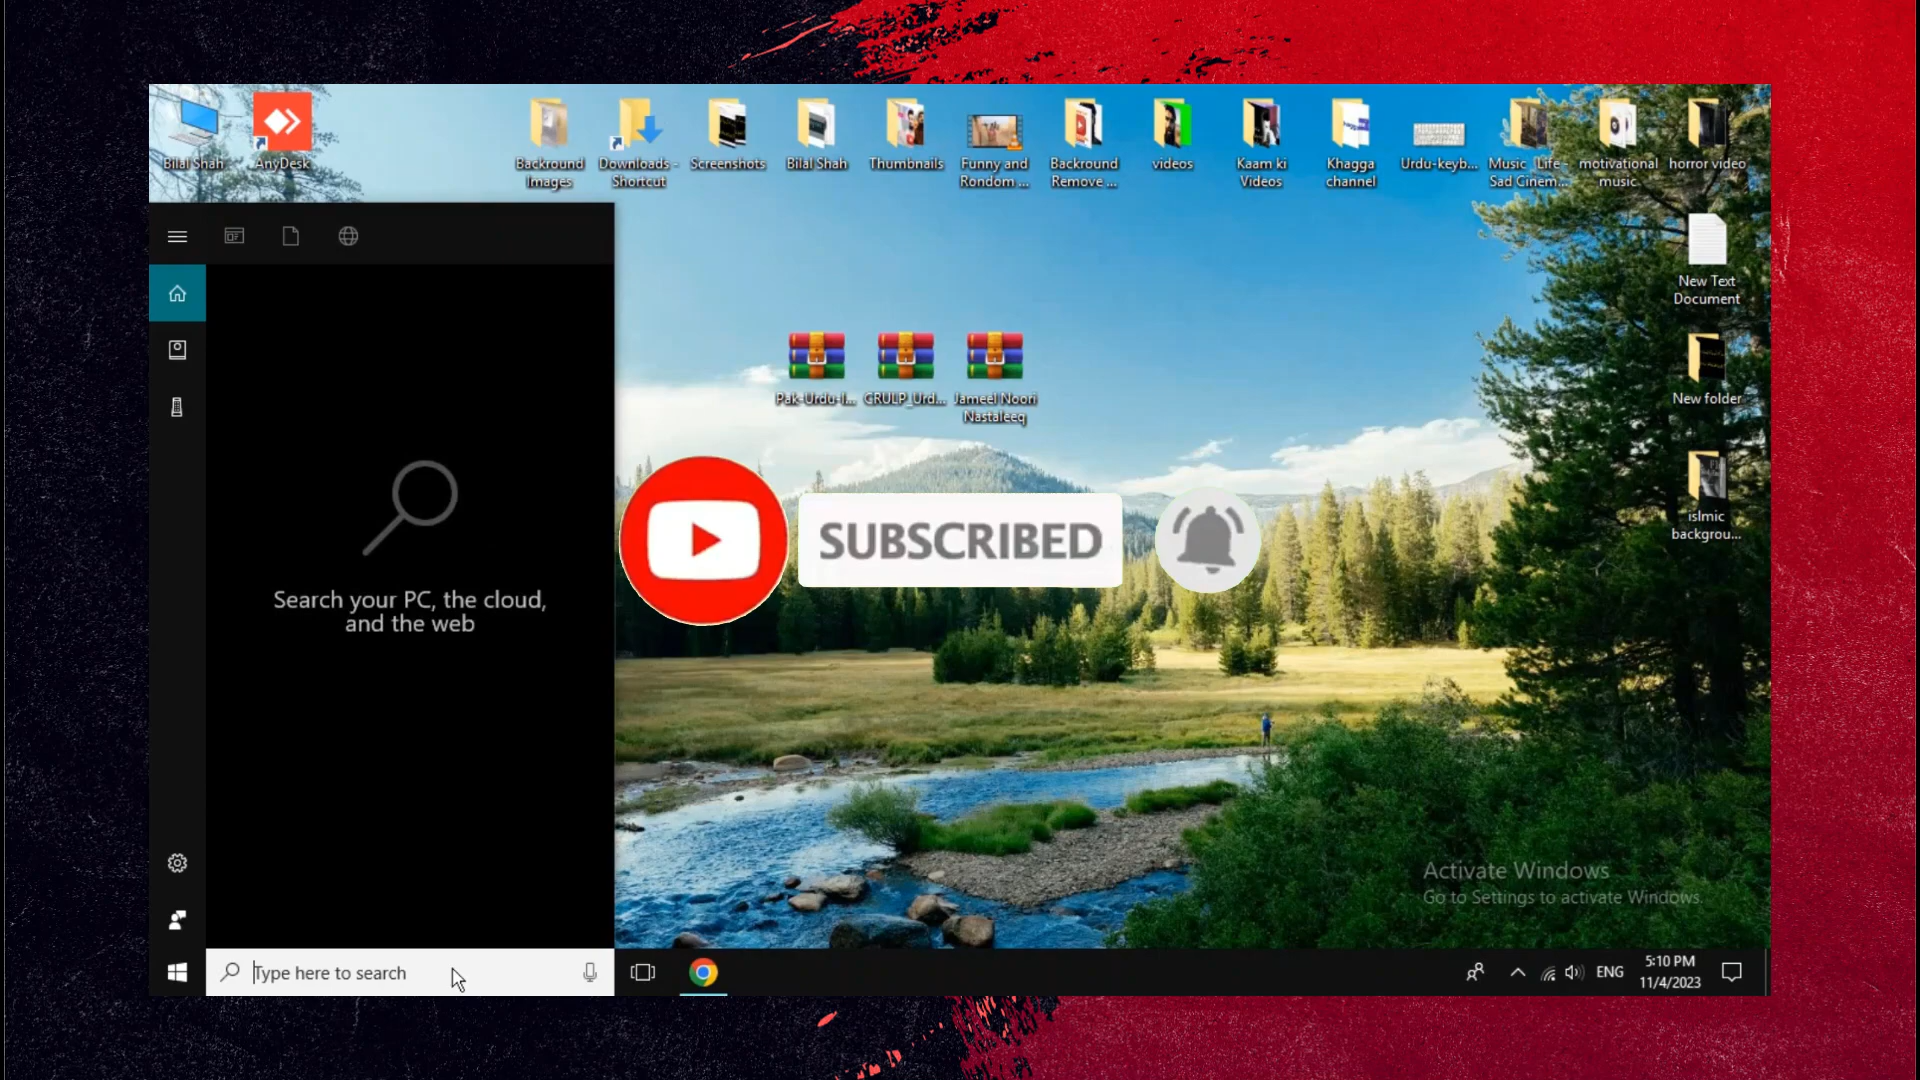 Bilal Shah
AnyDesk
Backround
Images
Downloads -
Shortcut
Screenshots
Bilal Shah
Thumbnails
Funny and
Rondom ...
Backround
Remove ...
videos
Kaam ki
Videos
Khagga
channel
Urdu-keyb...
Music Life -
Sad Cinem...
motivational
music
horror video
New Text
Document
Pak-Urdu-I...
CRULP_Urd...
Jameel Noori
Nastaleeq
New folder
islmic
backgrou...
SUBSCRIBED
Search your PC, the cloud,
and the web
Activate Windows
Go to Settings to activate Windows.
Type here to search
ENG
5:10 PM
11/4/2023